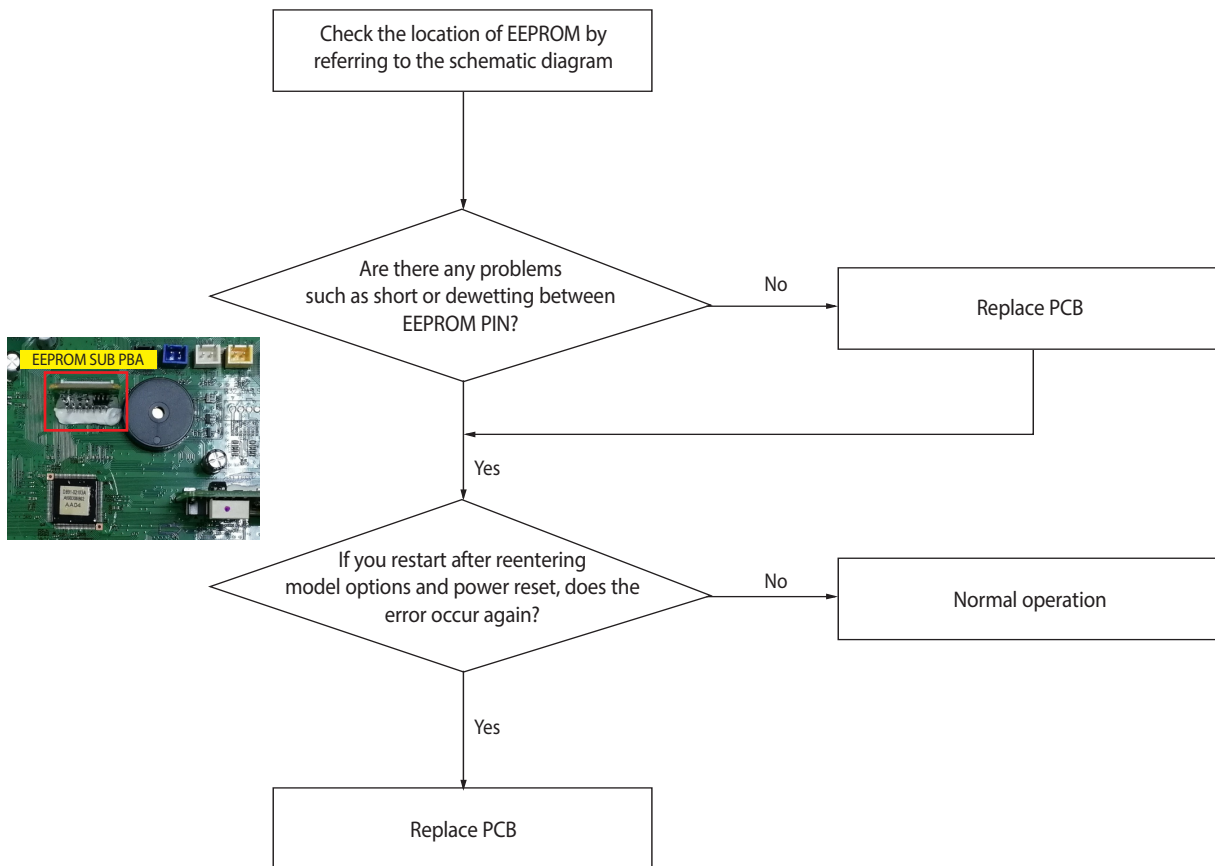 Check the location of EEPROM by
referring to the schematic diagram
Are there any problems
such as short or dewetting between
EEPROM PIN?
No
Replace PCB
EEPROM SUB PBA
Yes
If you restart after reentering
model options and power reset, does the
error occur again?
No
Normal operation
Yes
Replace PCB